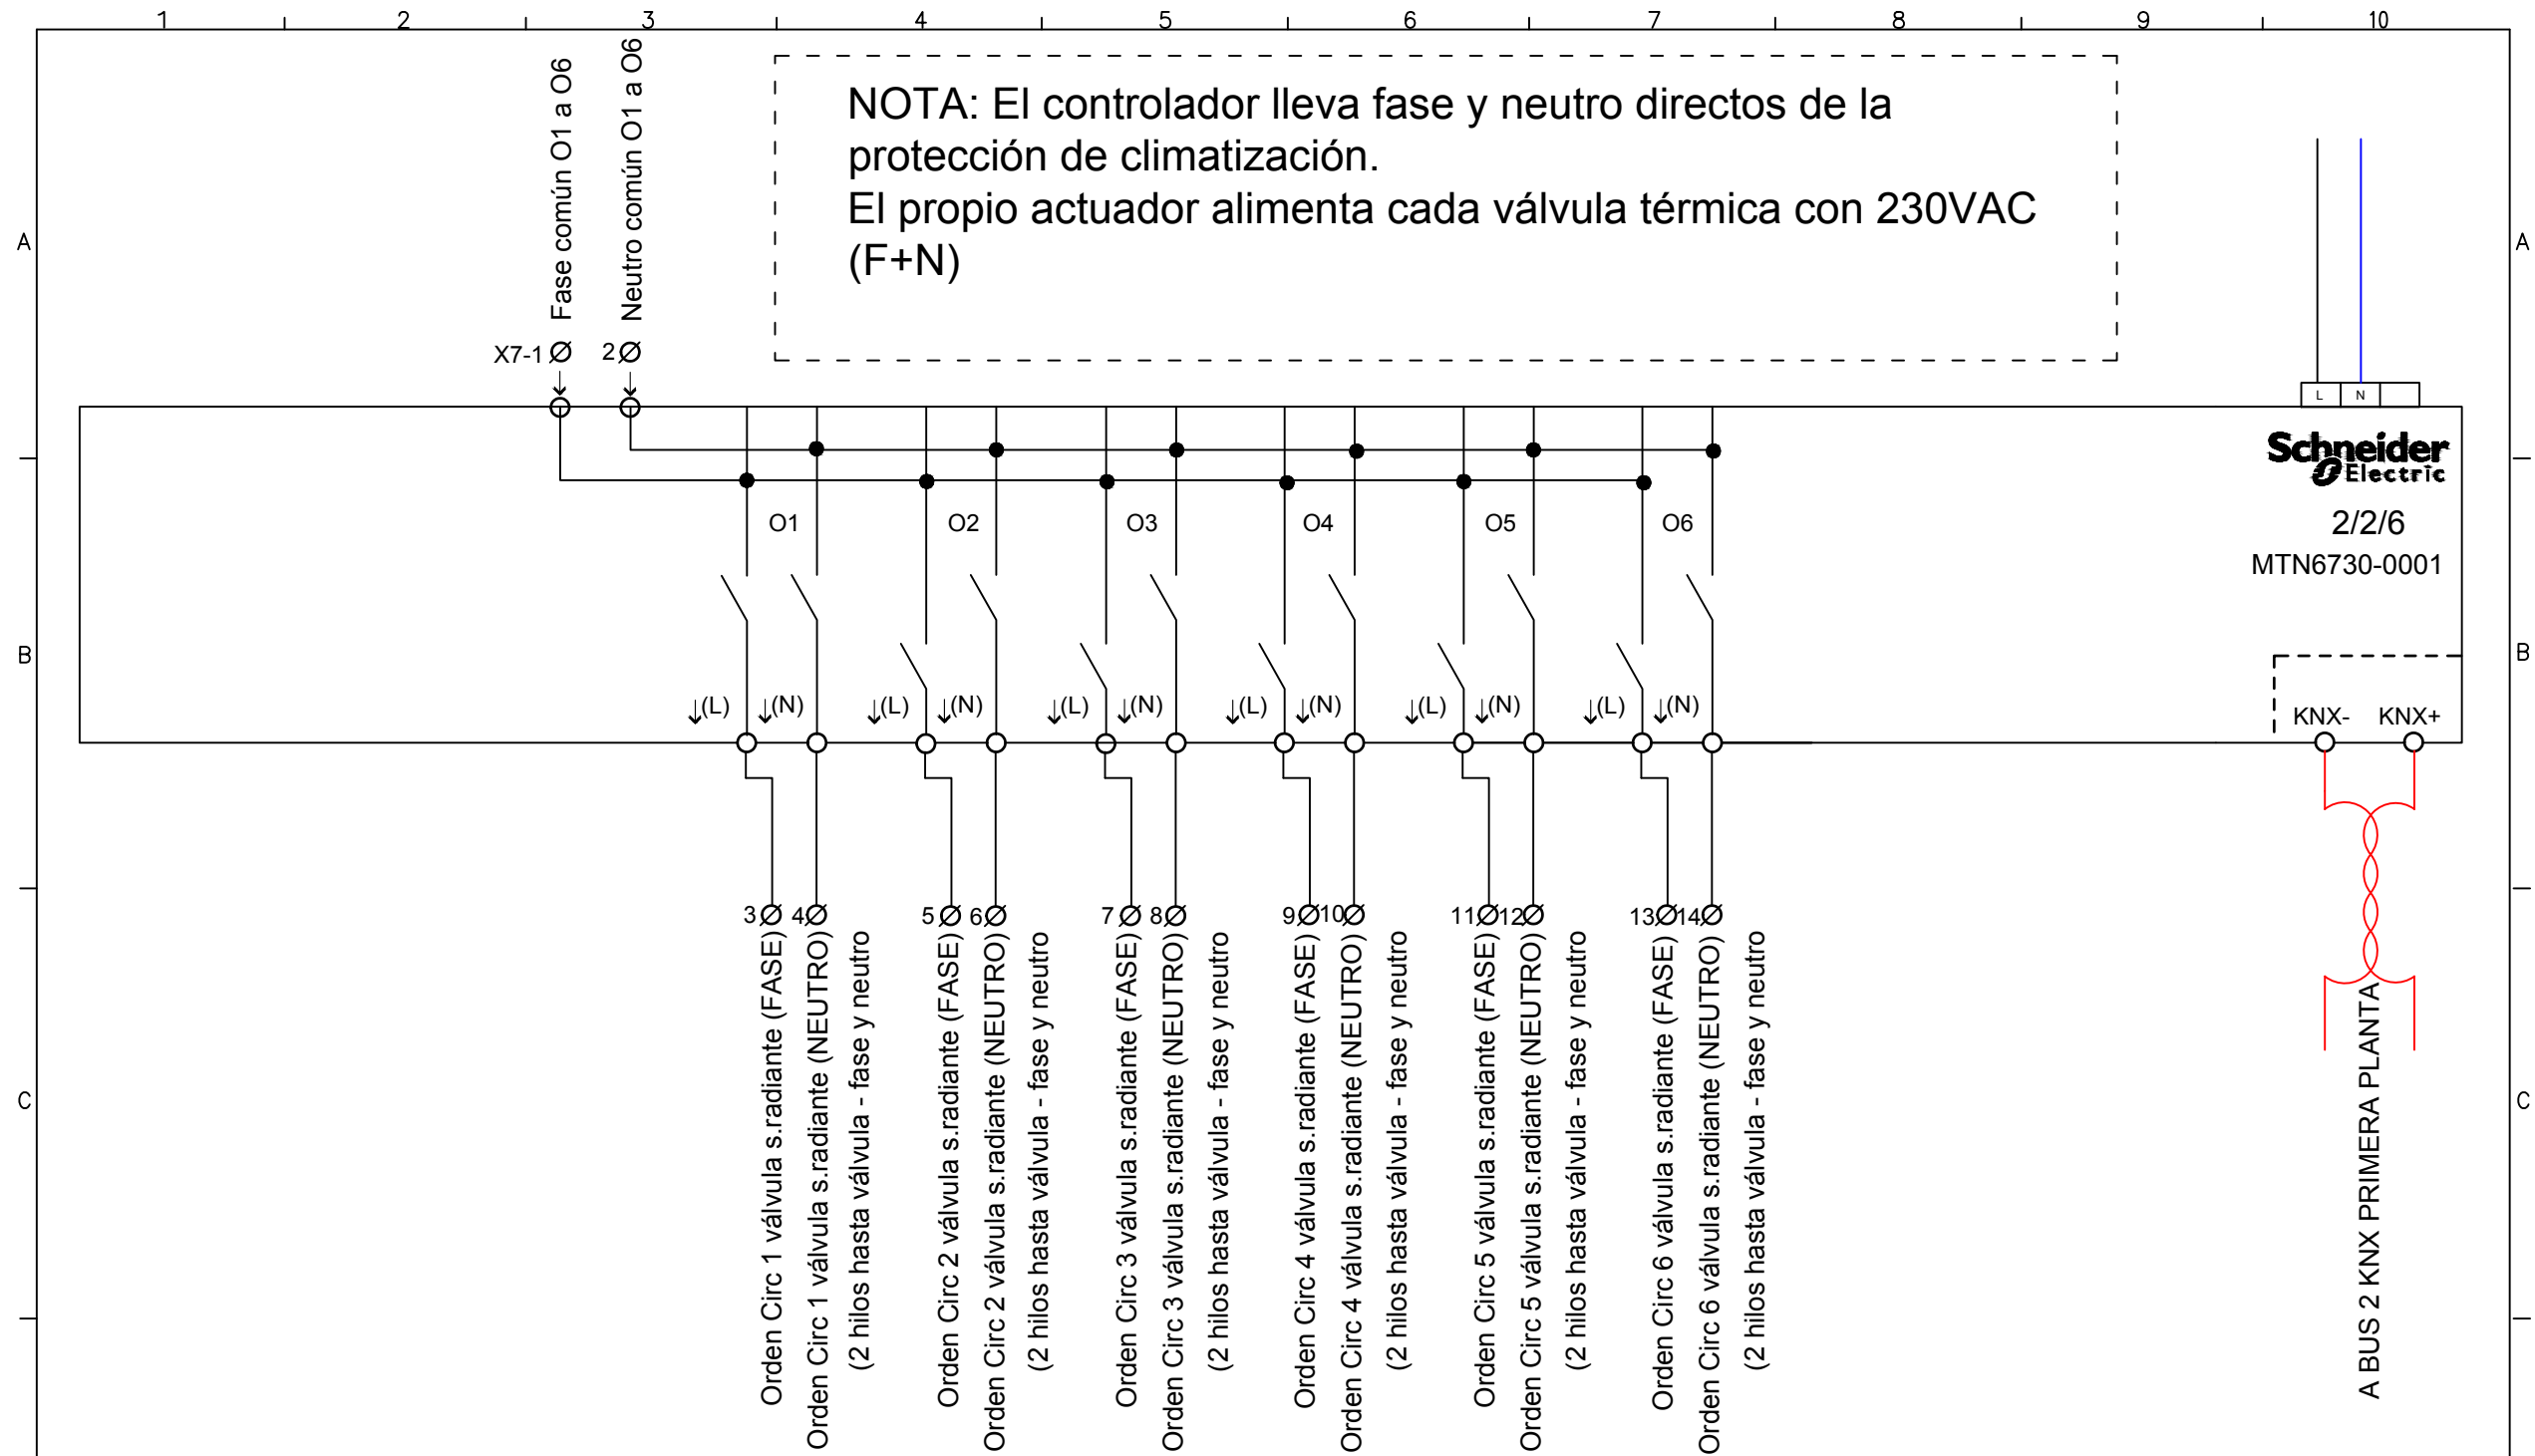 1 2 3 4 5 6 7 8 9 10
A
A
B
B
C
C
Fase común O1 a O6
Neutro común O1 a O6
NOTA: El controlador lleva fase y neutro directos de la
protección de climatización.
El propio actuador alimenta cada válvula térmica con 230VAC
(F+N)
X7-1
2
L N
Schneider
Electric
2/2/6
MTN6730-0001
O1 O2 O3 O4 O5 O6
(L) (N) (L) (N) (L) (N) (L) (N) (L) (N) (L) (N)
KNX- KNX+
3 4 5 6 7 8 9 10 11 12 13 14
Orden Circ 1 válvula s.radiante (FASE)
Orden Circ 1 válvula s.radiante (NEUTRO)
(2 hilos hasta válvula - fase y neutro
Orden Circ 2 válvula s.radiante (FASE)
Orden Circ 2 válvula s.radiante (NEUTRO)
(2 hilos hasta válvula - fase y neutro
Orden Circ 3 válvula s.radiante (FASE)
Orden Circ 3 válvula s.radiante (NEUTRO)
(2 hilos hasta válvula - fase y neutro
Orden Circ 4 válvula s.radiante (FASE)
Orden Circ 4 válvula s.radiante (NEUTRO)
(2 hilos hasta válvula - fase y neutro
Orden Circ 5 válvula s.radiante (FASE)
Orden Circ 5 válvula s.radiante (NEUTRO)
(2 hilos hasta válvula - fase y neutro
Orden Circ 6 válvula s.radiante (FASE)
Orden Circ 6 válvula s.radiante (NEUTRO)
(2 hilos hasta válvula - fase y neutro
A BUS 2 KNX PRIMERA PLANTA